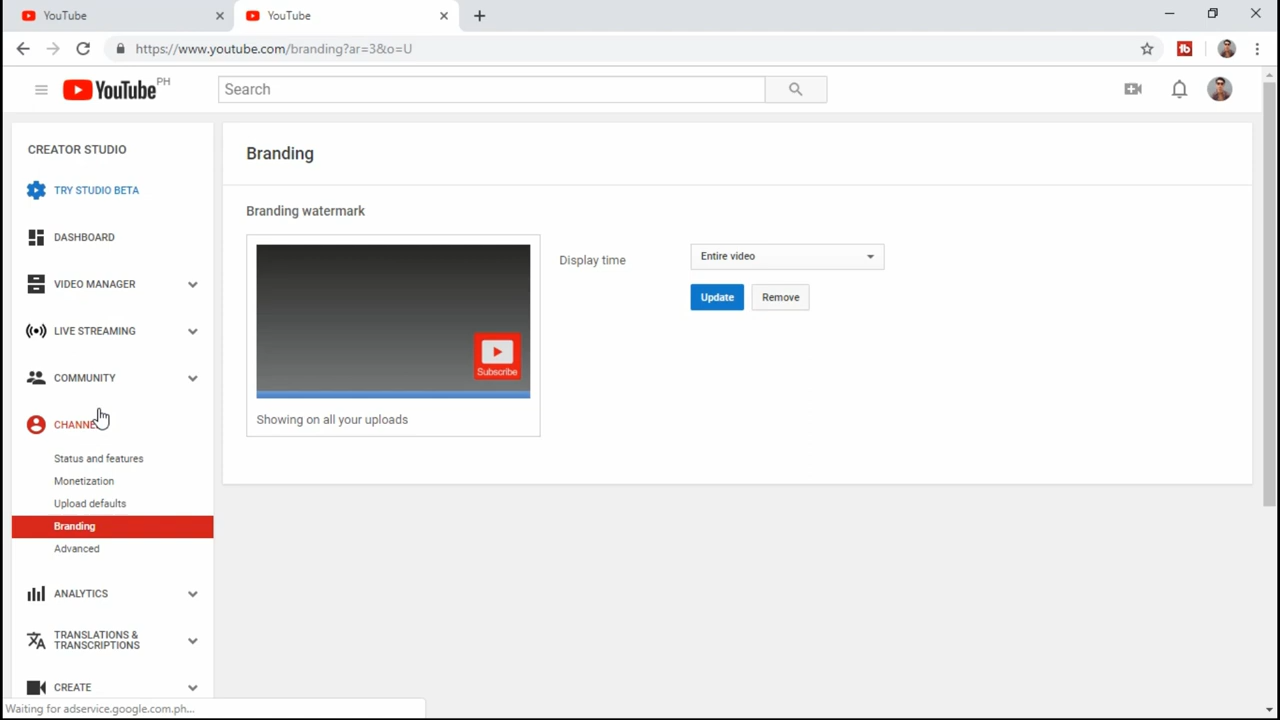 YouTube
YouTube
https://www.youtube.com/branding?ar=3&o=U
YouTube PH
Search
CREATOR STUDIO
TRY STUDIO BETA
DASHBOARD
VIDEO MANAGER
LIVE STREAMING
COMMUNITY
CHANNE
Status and features
Monetization
Upload defaults
Branding
Advanced
ANALYTICS
TRANSLATIONS &
TRANSCRIPTIONS
CREATE
Branding
Branding watermark
Subscribe
Showing on all your uploads
Display time
Entire video
Update
Remove
Waiting for adservice.google.com.ph...